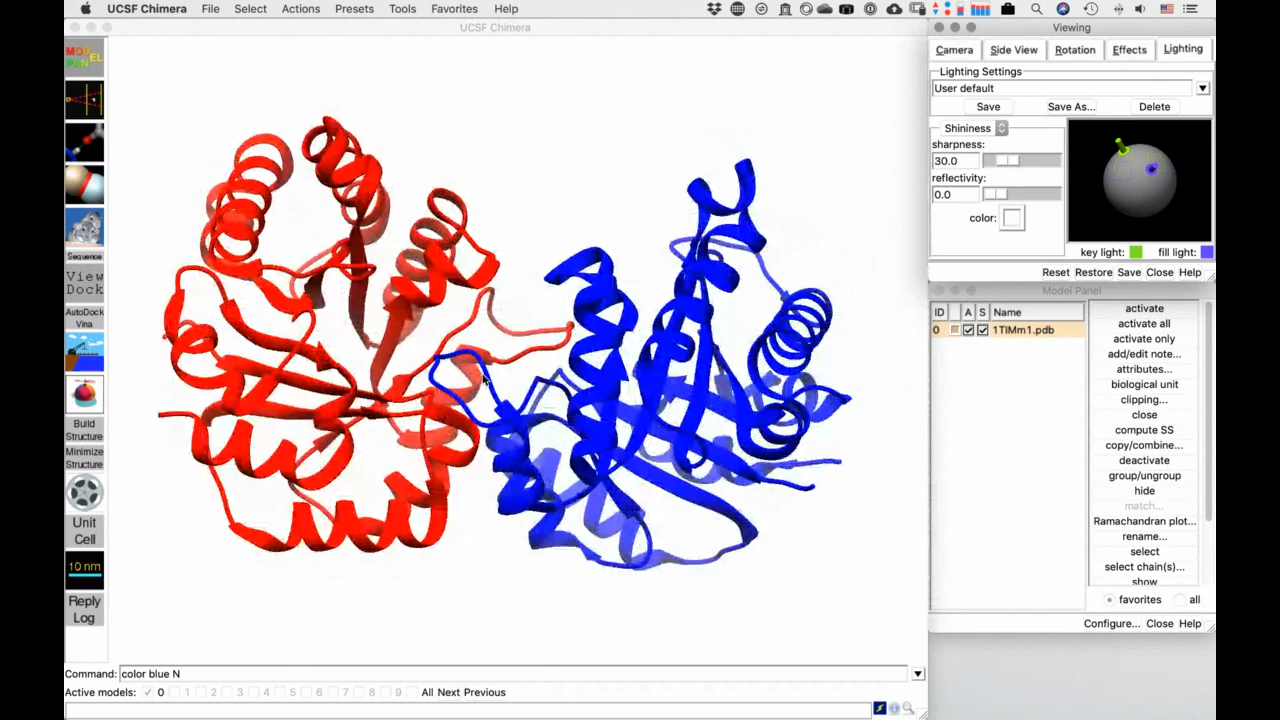 UCSF Chimera File Select Actions Presets Tools Favorites Help
UCSF Chimera
MODEL
PAN
Sequence
View
Dock
AutoDock
Vina
Build
Structure
Minimize
Structure
Unit
Cell
10 nm
Reply
Log
Command: color blue N
Active models: 0 1 2 3 4 5 6 7 8 9 All Next Previous
Viewing
Camera Side View Rotation Effects Lighting
Lighting Settings
User default
Save Save As... Delete
Shininess
sharpness:
30.0
reflectivity:
0.0
color:
key light: fill light:
Reset Restore Save Close Help
Model Panel
ID A S Name
0 1TIMm1.pdb
activate
activate all
activate only
add/edit note...
attributes...
biological unit
clipping...
close
compute SS
copy/combine...
deactivate
group/ungroup
hide
match...
Ramachandran plot...
rename...
select
select chain(s)...
show
favorites all
Configure... Close Help